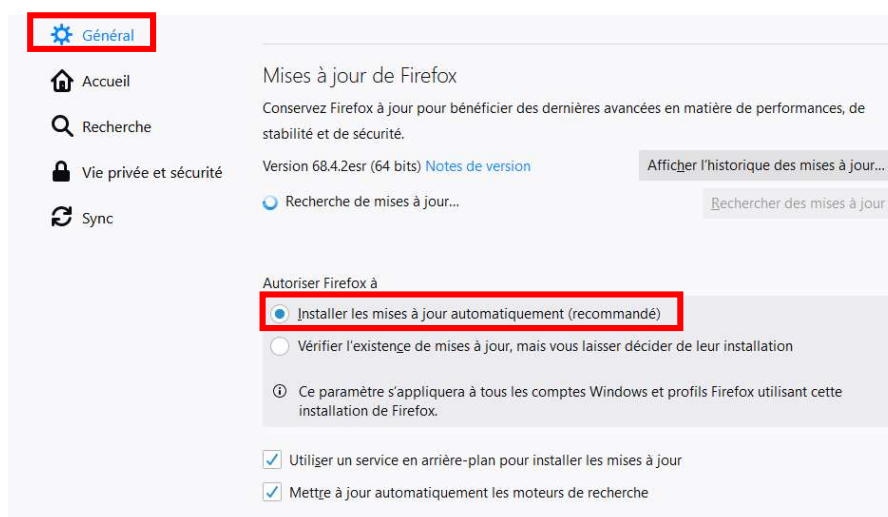 Général
Accueil
Recherche
Vie privée et sécurité
Sync
Mises à jour de Firefox
Conservez Firefox à jour pour bénéficier des dernières avancées en matière de performances, de
stabilité et de sécurité.
Version 68.4.2esr (64 bits) Notes de version
Afficher l'historique des mises à jour...
Recherche de mises à jour...
Rechercher des mises à jour
Autoriser Firefox à
Installer les mises à jour automatiquement (recommandé)
Vérifier l'existence de mises à jour, mais vous laisser décider de leur installation
Ce paramètre s'appliquera à tous les comptes Windows et profils Firefox utilisant cette
installation de Firefox.
Utiliser un service en arrière-plan pour installer les mises à jour
Mettre à jour automatiquement les moteurs de recherche